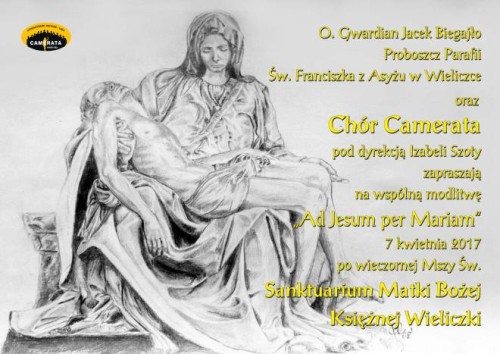 CAMERATA
O. Gwardian Jacek Biegajło
Proboszcz Parafii
Św. Franciszka z Asyżu w Wieliczce
oraz
Chór Camerata
pod dyrekcją Izabeli Szoty
zapraszają
na wspólną modlitwę
„Ad Jesum per Mariam"
7 kwietnia 2017
po wieczornej Mszy Św.
Sanktuarium Matki Bożej
Księżnej Wieliczki